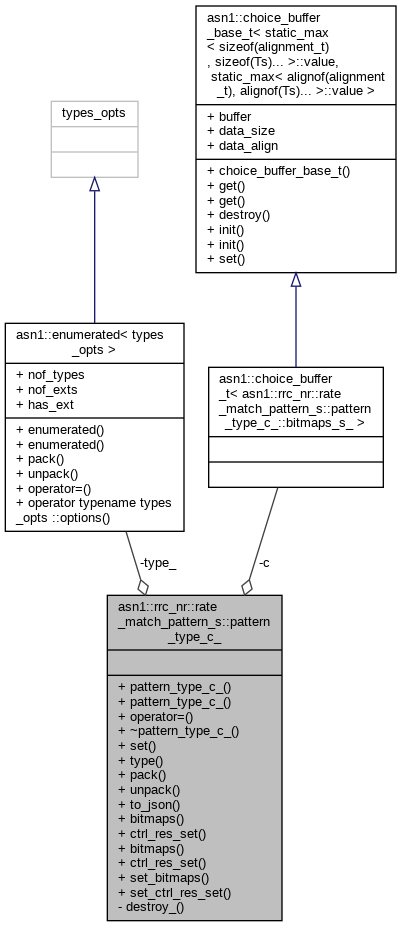 asn1::choice_buffer
_base_t< static_max
< sizeof(alignment_t)
, sizeof(Ts)... >::value,
static_max< alignof(alignment
_t), alignof(Ts)... >::value >
+ buffer
+ data_size
+ data_align
+ choice_buffer_base_t()
+ get()
+ get()
+ destroy()
+ init()
+ init()
+ set()
types_opts
asn1::enumerated< types
_opts >
+ nof_types
+ nof_exts
+ has_ext
+ enumerated()
+ enumerated()
+ pack()
+ unpack()
+ operator=()
+ operator typename types
_opts ::options()
asn1::choice_buffer
_t< asn1::rrc_nr::rate
_match_pattern_s::pattern
_type_c_::bitmaps_s_ >
-type_
-c
asn1::rrc_nr::rate
_match_pattern_s::pattern
_type_c_
+ pattern_type_c_()
+ pattern_type_c_()
+ operator=()
+ ~pattern_type_c_()
+ set()
+ type()
+ pack()
+ unpack()
+ to_json()
+ bitmaps()
+ ctrl_res_set()
+ bitmaps()
+ ctrl_res_set()
+ set_bitmaps()
+ set_ctrl_res_set()
- destroy_()